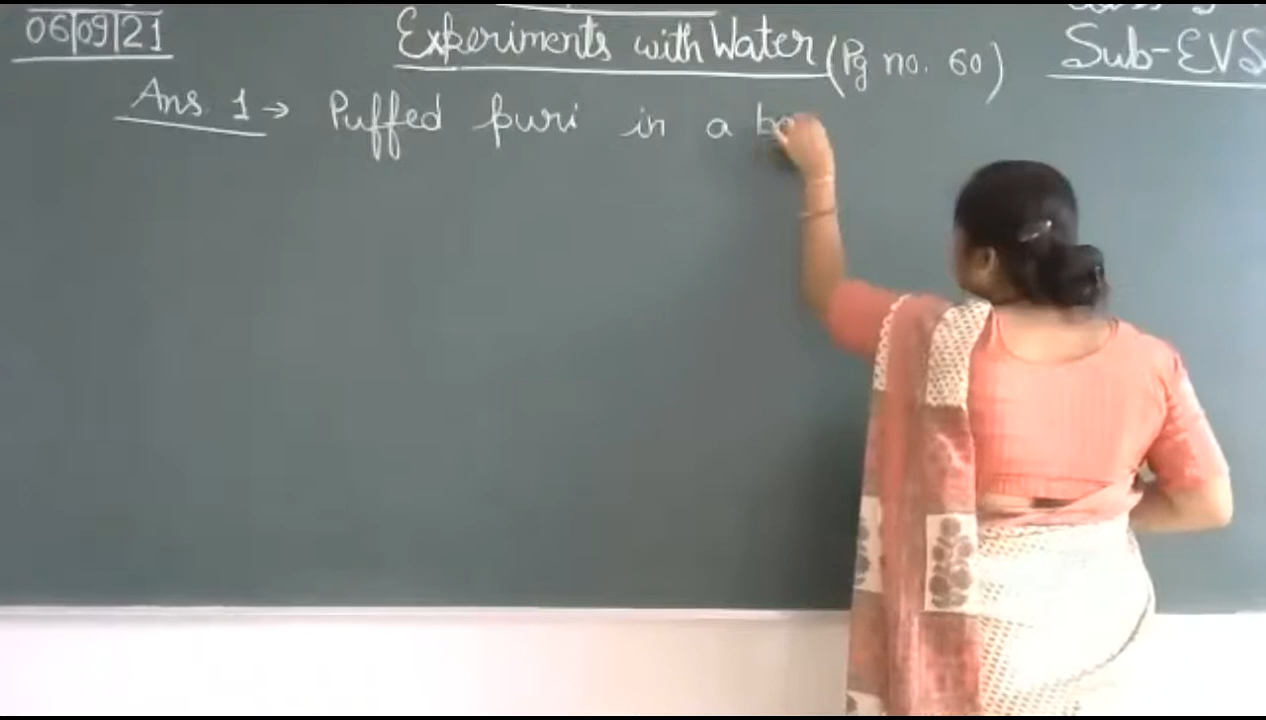 06/09/21
Experiments with Water (Pg no. 60)
Sub-EVS
Ans. 1 → Puffed puri in a